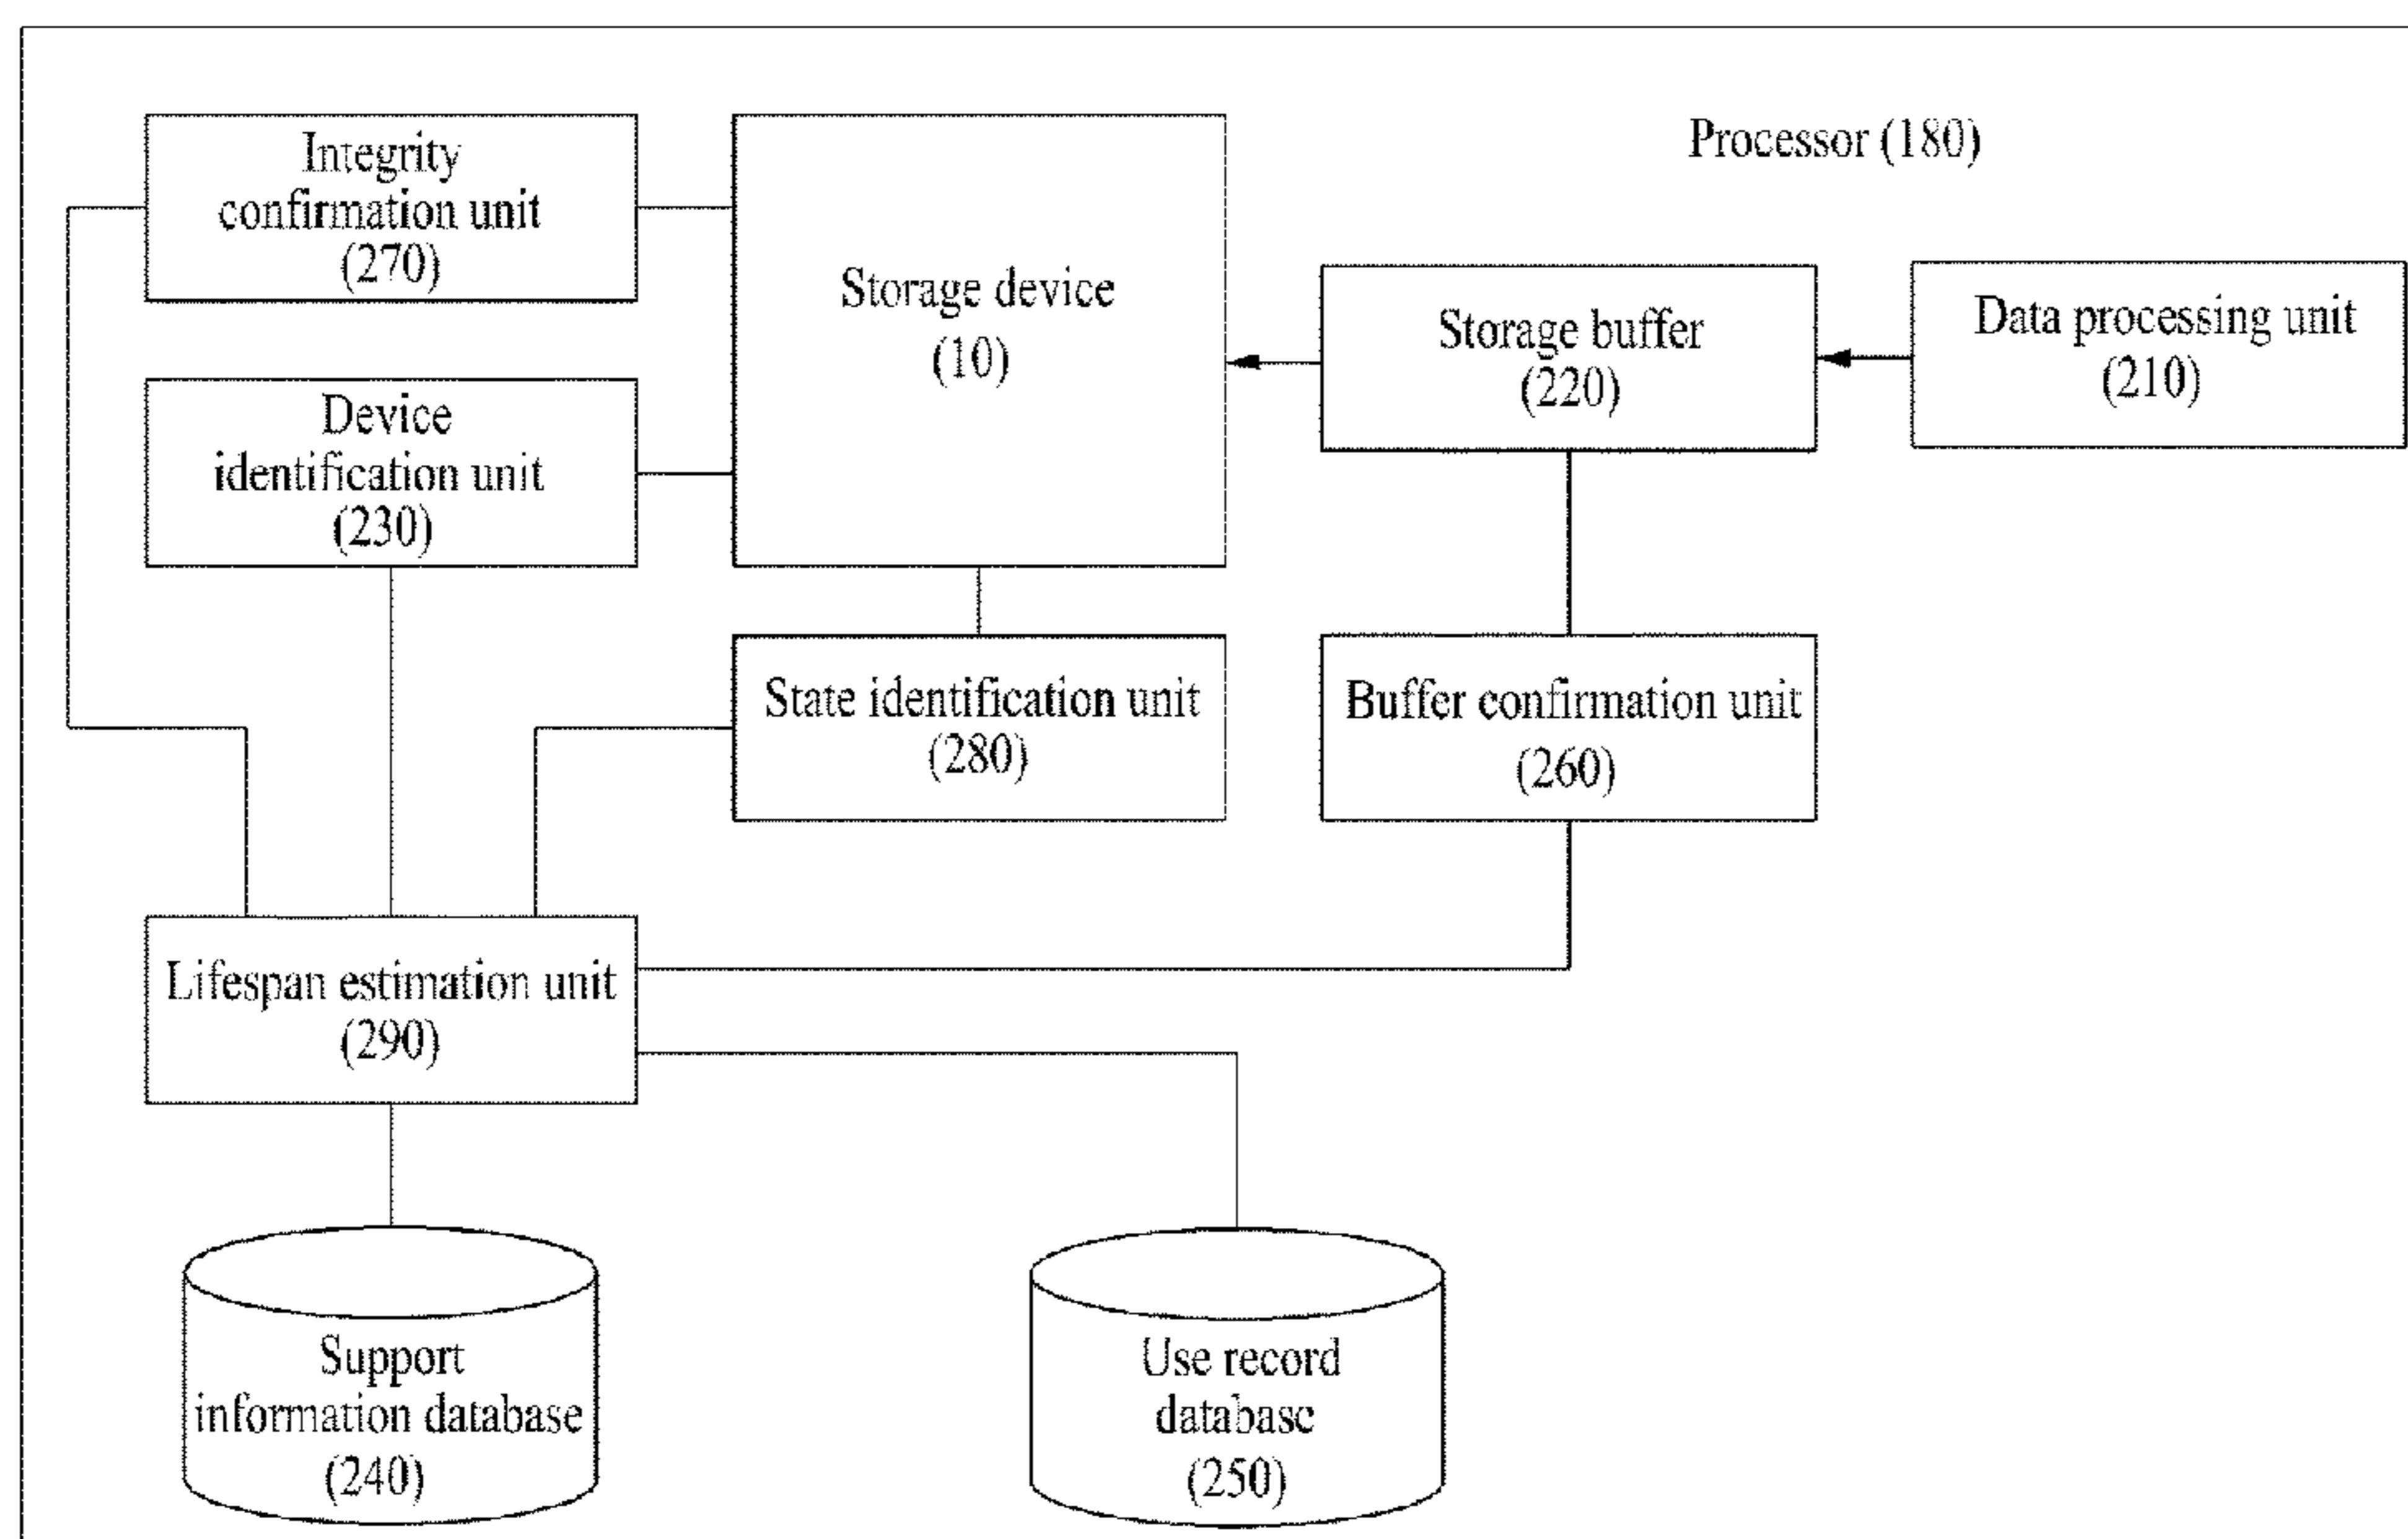 Processor (180)
Integrity
confirmation unit
(270)
Storage device
(10)
Storage buffer
(220)
Data processing unit
(210)
Device
identification unit
(230)
State identification unit
(280)
Buffer confirmation unit
(260)
Lifespan estimation unit
(290)
Support
information database
(240)
Use record
database
(250)